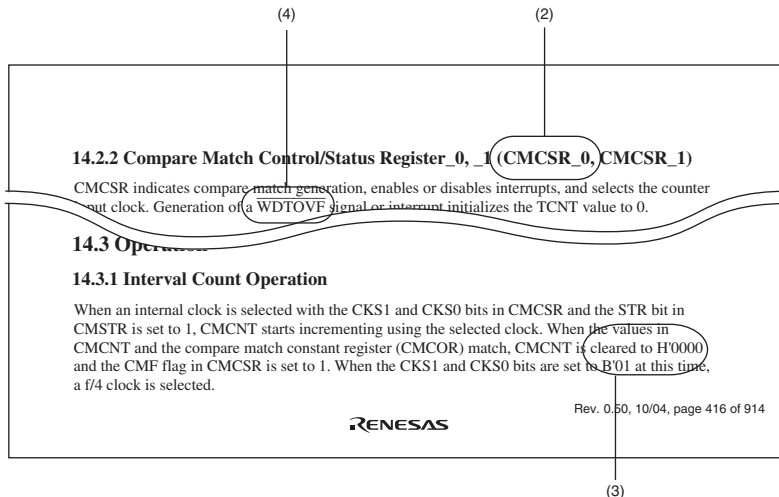 (4)
(2)
14.2.2 Compare Match Control/Status Register_0, _1 (CMCSR_0, CMCSR_1)
CMCSR indicates compare match generation, enables or disables interrupts, and selects the counter
input clock. Generation of a WDTOVF signal or interrupt initializes the TCNT value to 0.
14.3 Operation
14.3.1 Interval Count Operation
When an internal clock is selected with the CKS1 and CKS0 bits in CMCSR and the STR bit in
CMSTR is set to 1, CMCNT starts incrementing using the selected clock. When the values in
CMCNT and the compare match constant register (CMCOR) match, CMCNT is cleared to H'0000
and the CMF flag in CMCSR is set to 1. When the CKS1 and CKS0 bits are set to B'01 at this time,
a f/4 clock is selected.
Rev. 0.50, 10/04, page 416 of 914
RENESAS
(3)